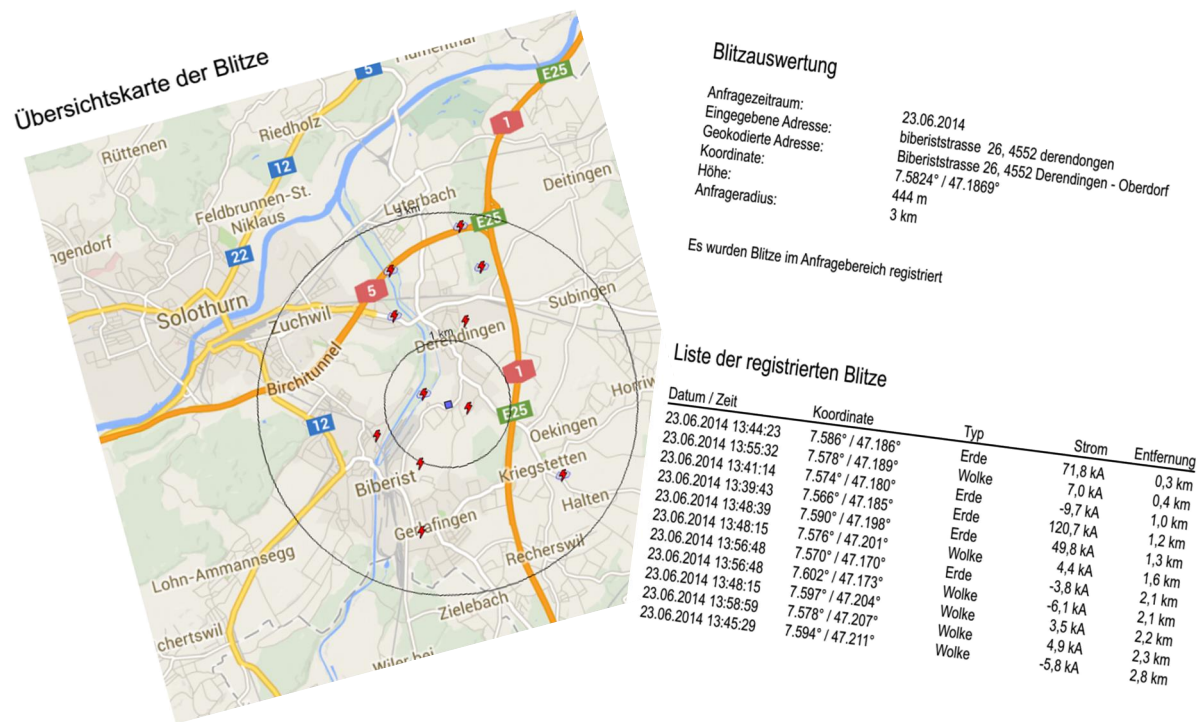 Übersichtskarte der Blitze
5
E25
1
Riedholz
Rüttenen
12
Deitingen
Feldbrunnen-St.
Niklaus
Luterbach
3 km
E25
22
5
Solothurn
Zuchwil
Subingen
1 km
Derendingen
Birchitunnel
1
12
E25
Oekingen
Kriegstetten
Biberist
Halten
Gerlafingen
Recherswil
Lohn-Ammannsegg
Zielebach
chertswil
Blitzauswertung
Anfragezeitraum: 23.06.2014
Eingegebene Adresse: biberiststrasse 26, 4552 derendongen
Geokodierte Adresse: Biberiststrasse 26, 4552 Derendingen - Oberdorf
Koordinate: 7.5824° / 47.1869°
Höhe: 444 m
Anfrageradius: 3 km
Es wurden Blitze im Anfragebereich registriert
Liste der registrierten Blitze
Datum / Zeit Koordinate Typ Strom Entfernung
23.06.2014 13:44:23 7.586° / 47.186° Erde 71,8 kA 0,3 km
23.06.2014 13:55:32 7.578° / 47.189° Wolke 7,0 kA 0,4 km
23.06.2014 13:41:14 7.574° / 47.180° Erde -9,7 kA 1,0 km
23.06.2014 13:39:43 7.566° / 47.185° Erde 120,7 kA 1,2 km
23.06.2014 13:48:39 7.590° / 47.198° Erde 49,8 kA 1,3 km
23.06.2014 13:48:15 7.576° / 47.201° Wolke 4,4 kA 1,6 km
23.06.2014 13:56:48 7.570° / 47.170° Erde -3,8 kA 2,1 km
23.06.2014 13:56:48 7.602° / 47.173° Wolke -6,1 kA 2,1 km
23.06.2014 13:48:15 7.597° / 47.204° Wolke 3,5 kA 2,2 km
23.06.2014 13:58:59 7.578° / 47.207° Wolke 4,9 kA 2,3 km
23.06.2014 13:45:29 7.594° / 47.211° Wolke -5,8 kA 2,8 km